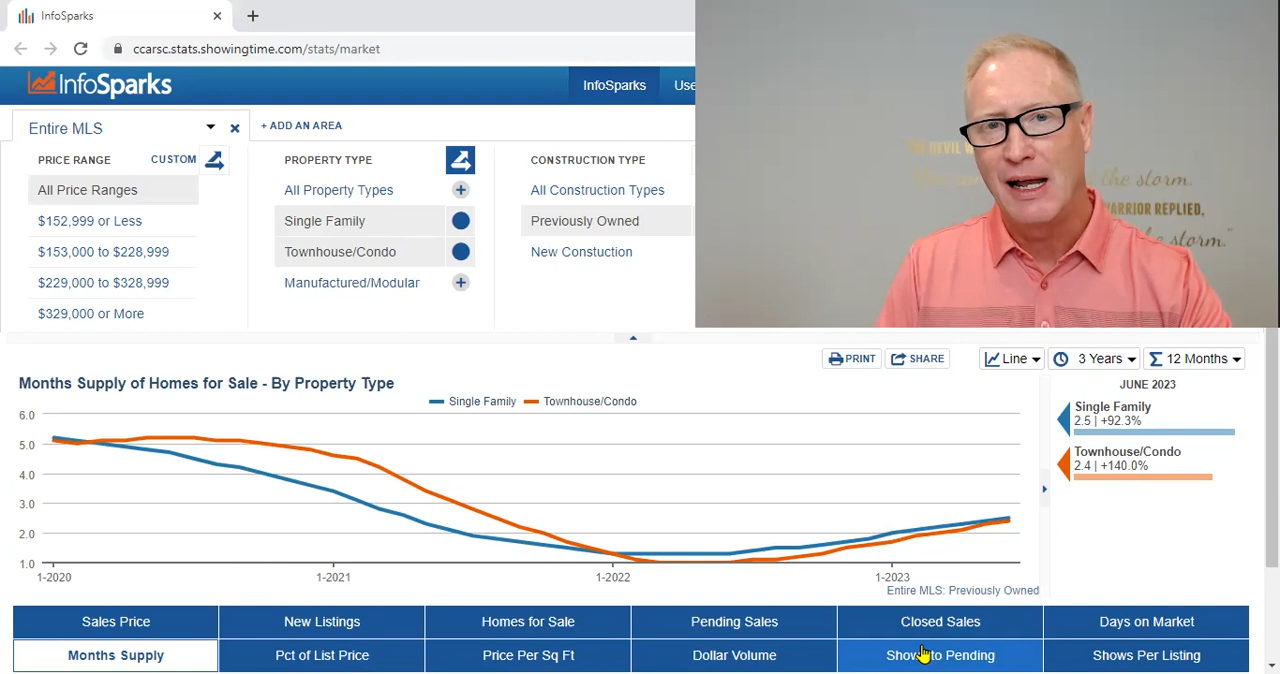 InfoSparks
ccarsc.stats.showingtime.com/stats/market
InfoSparks
InfoSparks
Use
Entire MLS
+ ADD AN AREA
PRICE RANGE
CUSTOM
All Price Ranges
$152,999 or Less
$153,000 to $228,999
$229,000 to $328,999
$329,000 or More
PROPERTY TYPE
All Property Types
Single Family
Townhouse/Condo
Manufactured/Modular
CONSTRUCTION TYPE
All Construction Types
Previously Owned
New Constuction
THE DEVIL W
the storm.
WARRIOR REPLIED,
storm."
PRINT
SHARE
Line
3 Years
12 Months
Months Supply of Homes for Sale - By Property Type
Single Family
Townhouse/Condo
6.0
5.0
4.0
3.0
2.0
1.0
1-2020
1-2021
1-2022
1-2023
Entire MLS: Previously Owned
JUNE 2023
Single Family
2.5 | +92.3%
Townhouse/Condo
2.4 | +140.0%
Sales Price
New Listings
Homes for Sale
Pending Sales
Closed Sales
Days on Market
Months Supply
Pct of List Price
Price Per Sq Ft
Dollar Volume
Shows to Pending
Shows Per Listing